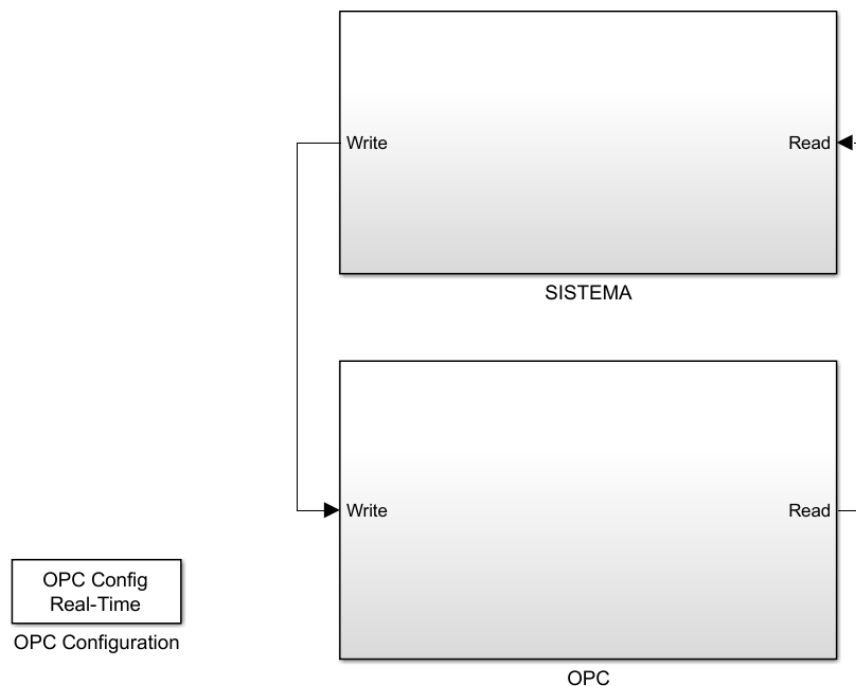 Write
Read
SISTEMA
Write
Read
OPC Config
Real-Time
OPC Configuration
OPC